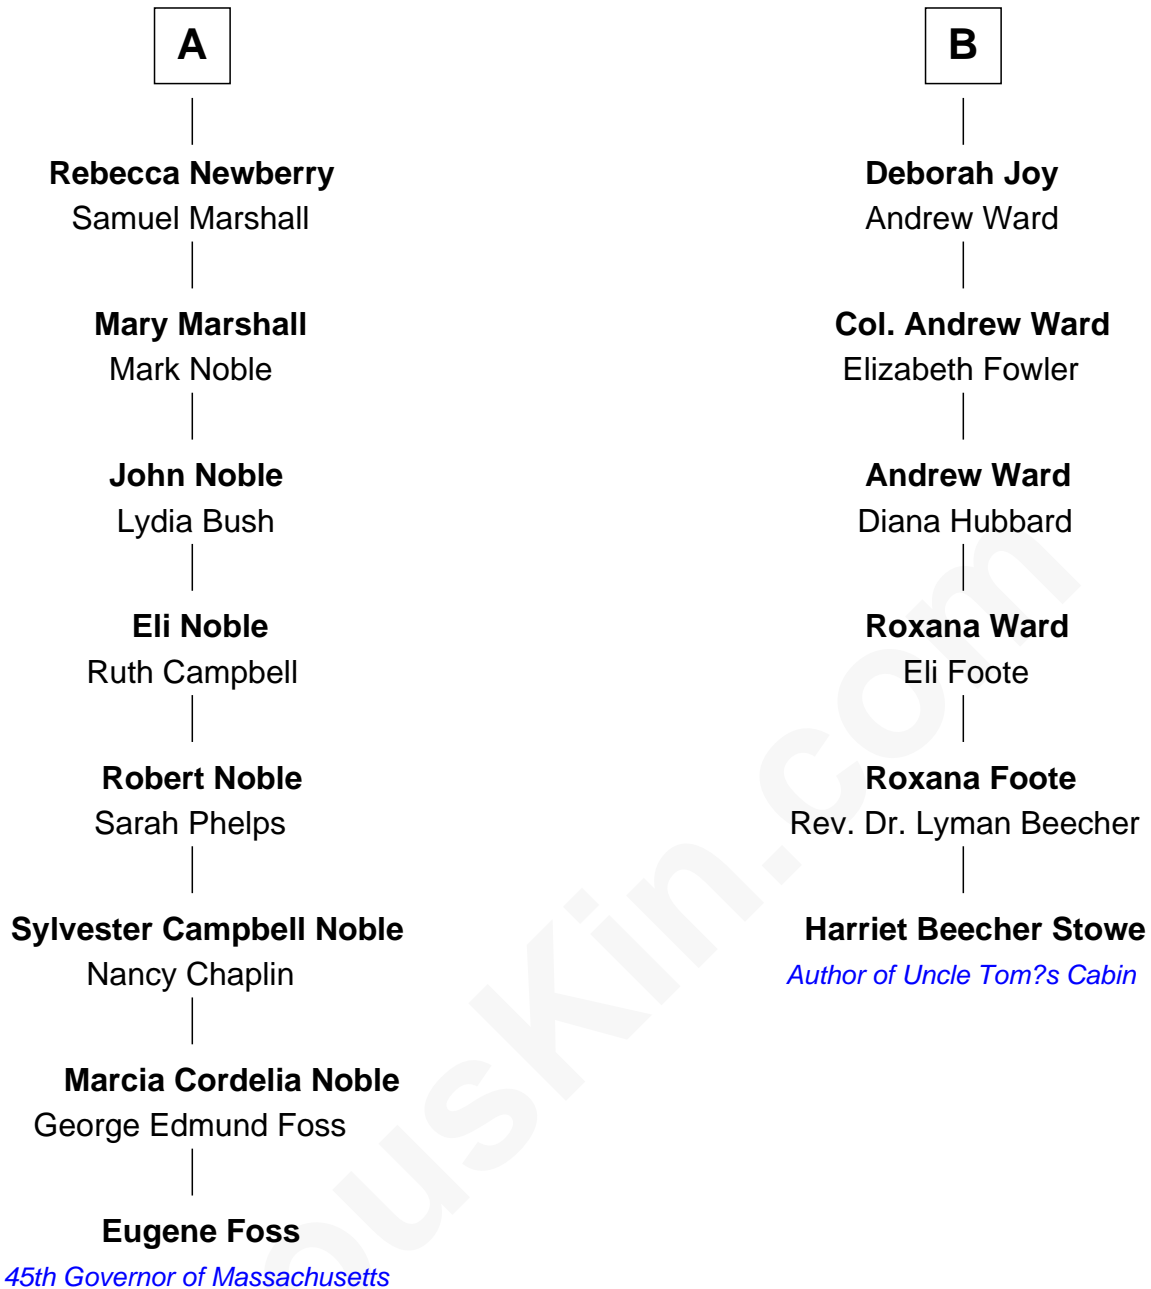 A
Rebecca Newberry
Samuel Marshall
Mary Marshall
Mark Noble
John Noble
Lydia Bush
Eli Noble
Ruth Campbell
Robert Noble
Sarah Phelps
Sylvester Campbell Noble
Nancy Chaplin
Marcia Cordelia Noble
George Edmund Foss
Eugene Foss
45th Governor of Massachusetts
B
Deborah Joy
Andrew Ward
Col. Andrew Ward
Elizabeth Fowler
Andrew Ward
Diana Hubbard
Roxana Ward
Eli Foote
Roxana Foote
Rev. Dr. Lyman Beecher
Harriet Beecher Stowe
Author of Uncle Tom?s Cabin
ousKin.com